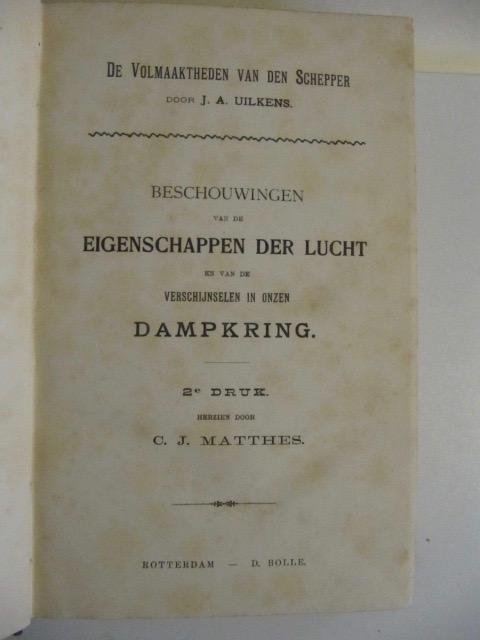 De Volmaaktheden van den Schepper
DOOR J. A. UILKENS.
BESCHOUWINGEN
VAN DE
EIGENSCHAPPEN DER LUCHT
EN VAN DE
VERSCHIJNSELEN IN ONZEN
DAMPKRING.
2e DRUK.
HERZIEN DOOR
C. J. MATTHES.
ROTTERDAM — D. BOLLE.